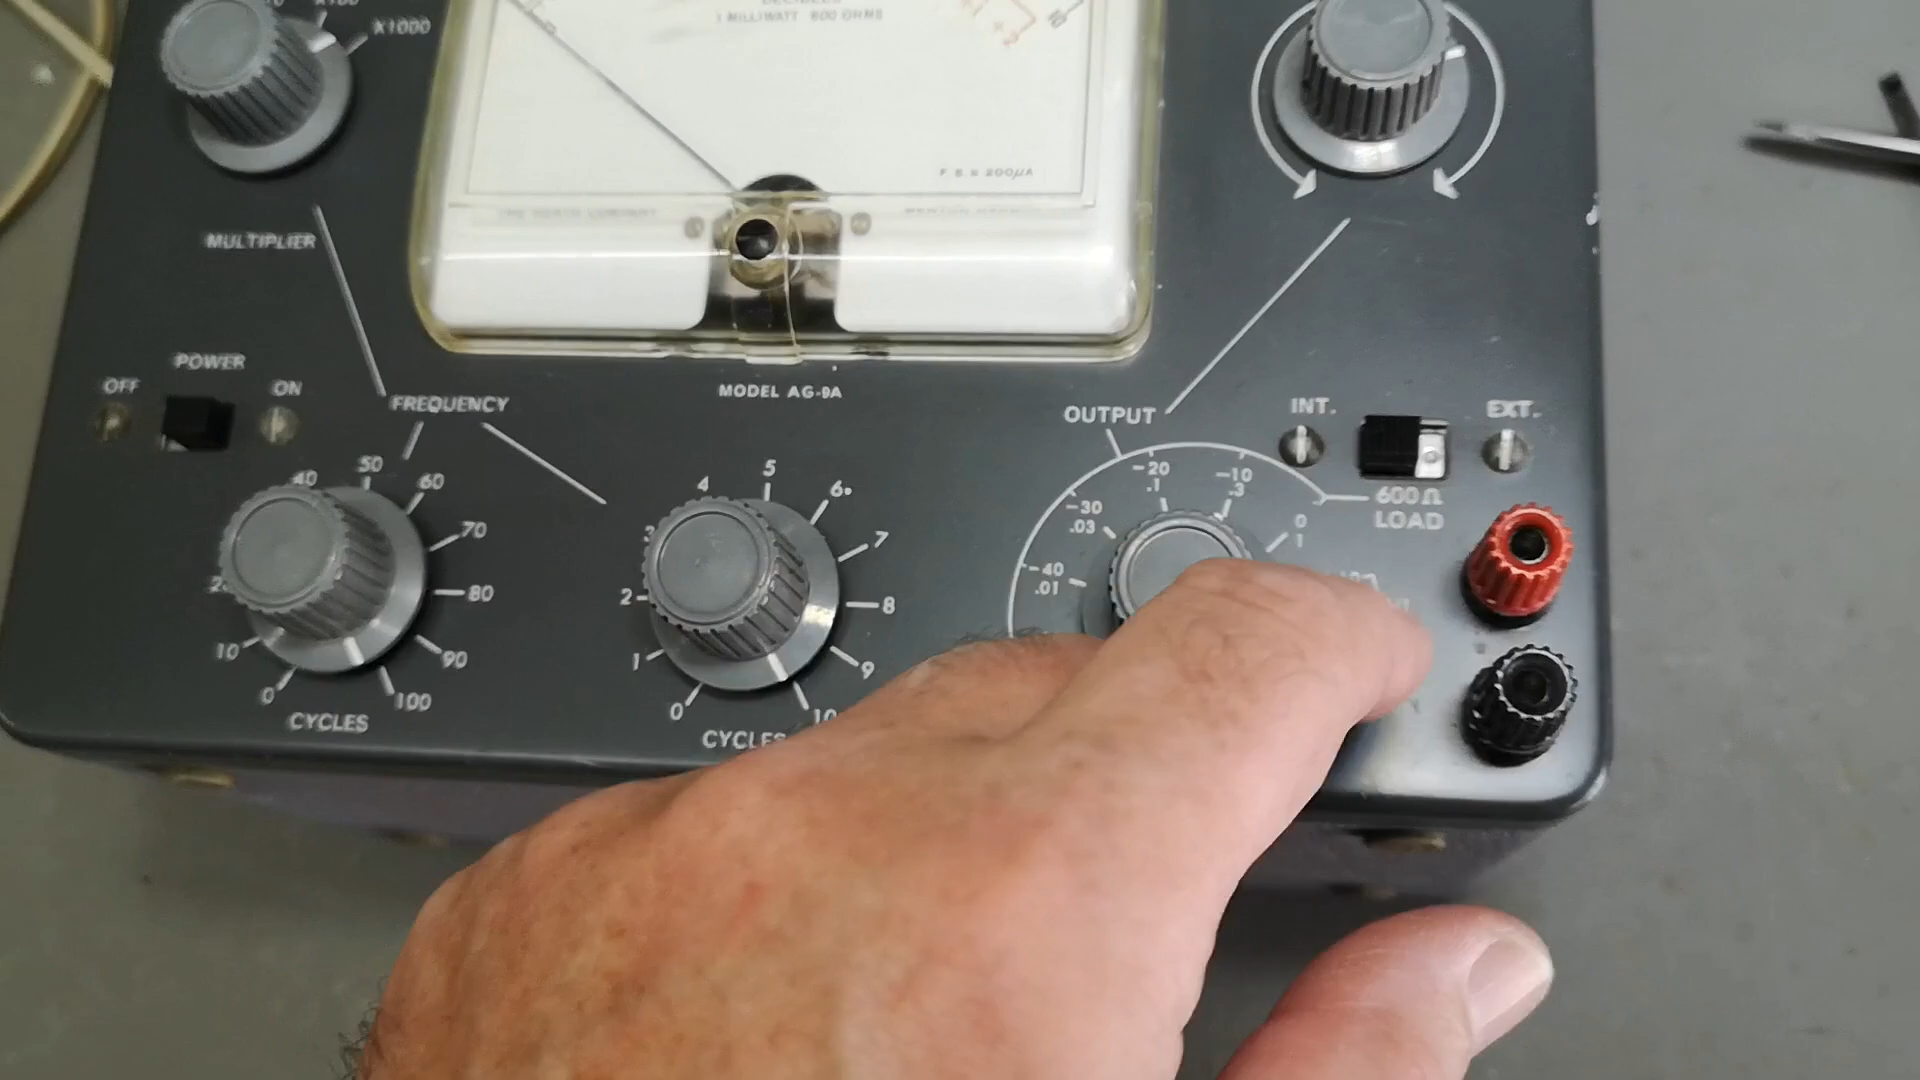 X1000
1 MILLIWATT 600 OHMS
F.S.= 200µA
MULTIPLIER
POWER
OFF
ON
FREQUENCY
MODEL AG-9A
OUTPUT
INT.
EXT.
600Ω
LOAD
10
40
50
60
70
80
90
100
0
CYCLES
0
1
2
4
5
6
7
8
9
10
CYCLES
-40
.01
-30
.03
-20
.1
-10
.3
0
1